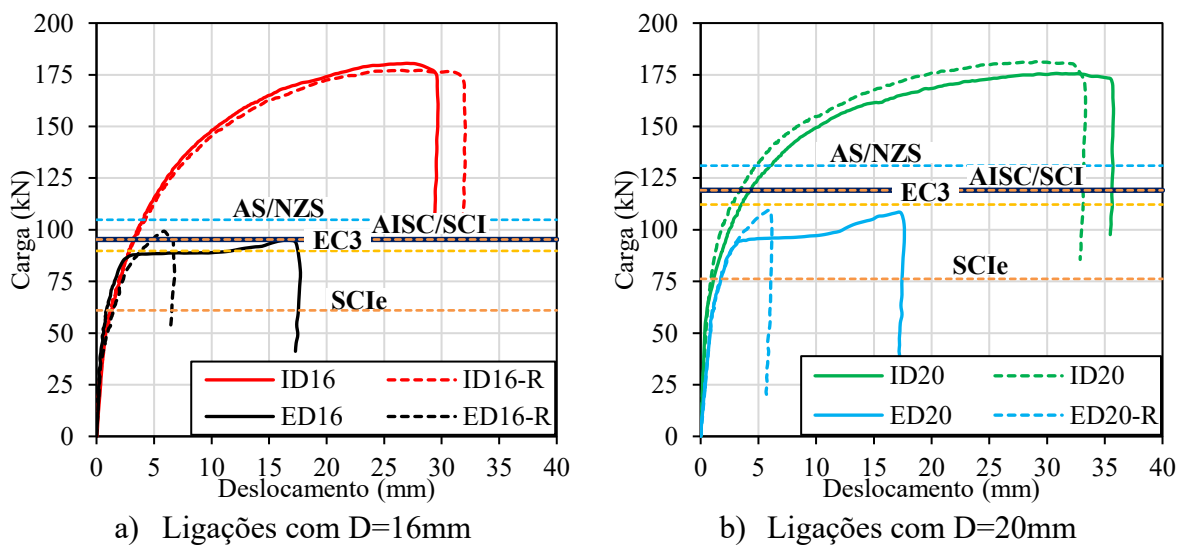 200
175
150
125
100
75
50
25
0
Carga (kN)
AS/NZS
AISC/SCI
EC3
SCIe
ID16
ID16-R
ED16
ED16-R
0 5 10 15 20 25 30 35 40
Deslocamento (mm)
a) Ligações com D=16mm
200
175
150
125
100
75
50
25
0
Carga (kN)
AS/NZS
AISC/SCI
EC3
SCIe
ID20
ID20
ED20
ED20-R
0 5 10 15 20 25 30 35 40
Deslocamento (mm)
b) Ligações com D=20mm